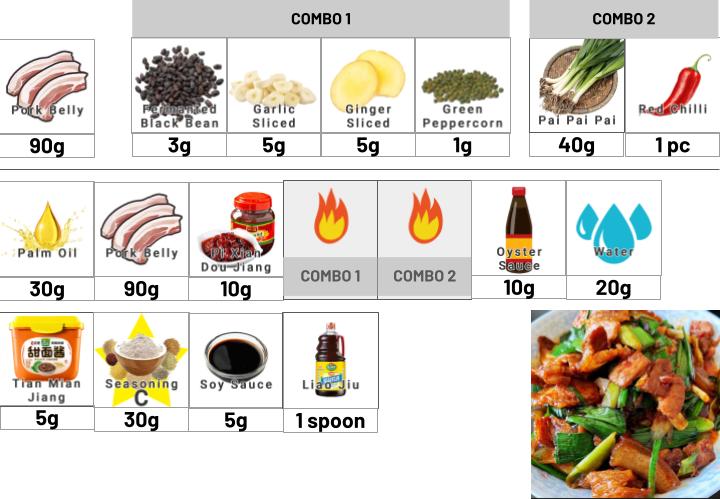 COMBO 1
COMBO 2
Pork Belly
Fermented
Black Bean
Garlic
Sliced
Ginger
Sliced
Green
Peppercorn
Pai Pai Pai
Red Chilli
90g
3g
5g
5g
1g
40g
1 pc
Palm Oil
Pork Belly
Pi Xian
Dou Jiang
COMBO 1
COMBO 2
Oyster
Sauce
Water
30g
90g
10g
10g
20g
甜面酱
Tian Mian
Jiang
Seasoning
C
Soy Sauce
Liao Jiu
5g
30g
5g
1 spoon